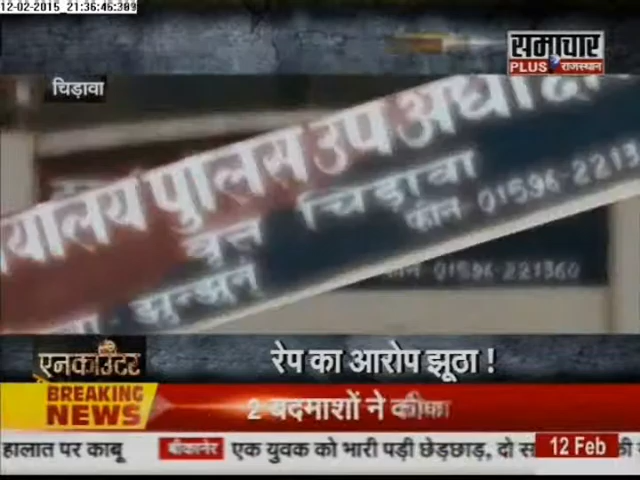 12-02-2015 21:36:46:389
समाचार
PLUS राजस्थान
चिड़ावा
यालय पुलिस उप अधी
वृत्त चिड़ावा
फोन 01596-2213
झुन्झुनूं
फोन 01596-221360
एनकाउंटर
रेप का आरोप झूठा !
BREAKING NEWS
2 बदमाशों ने
हालात पर काबू
बीकानेर एक युवक को भारी पड़ी छेड़छाड़, दो
12 Feb
की